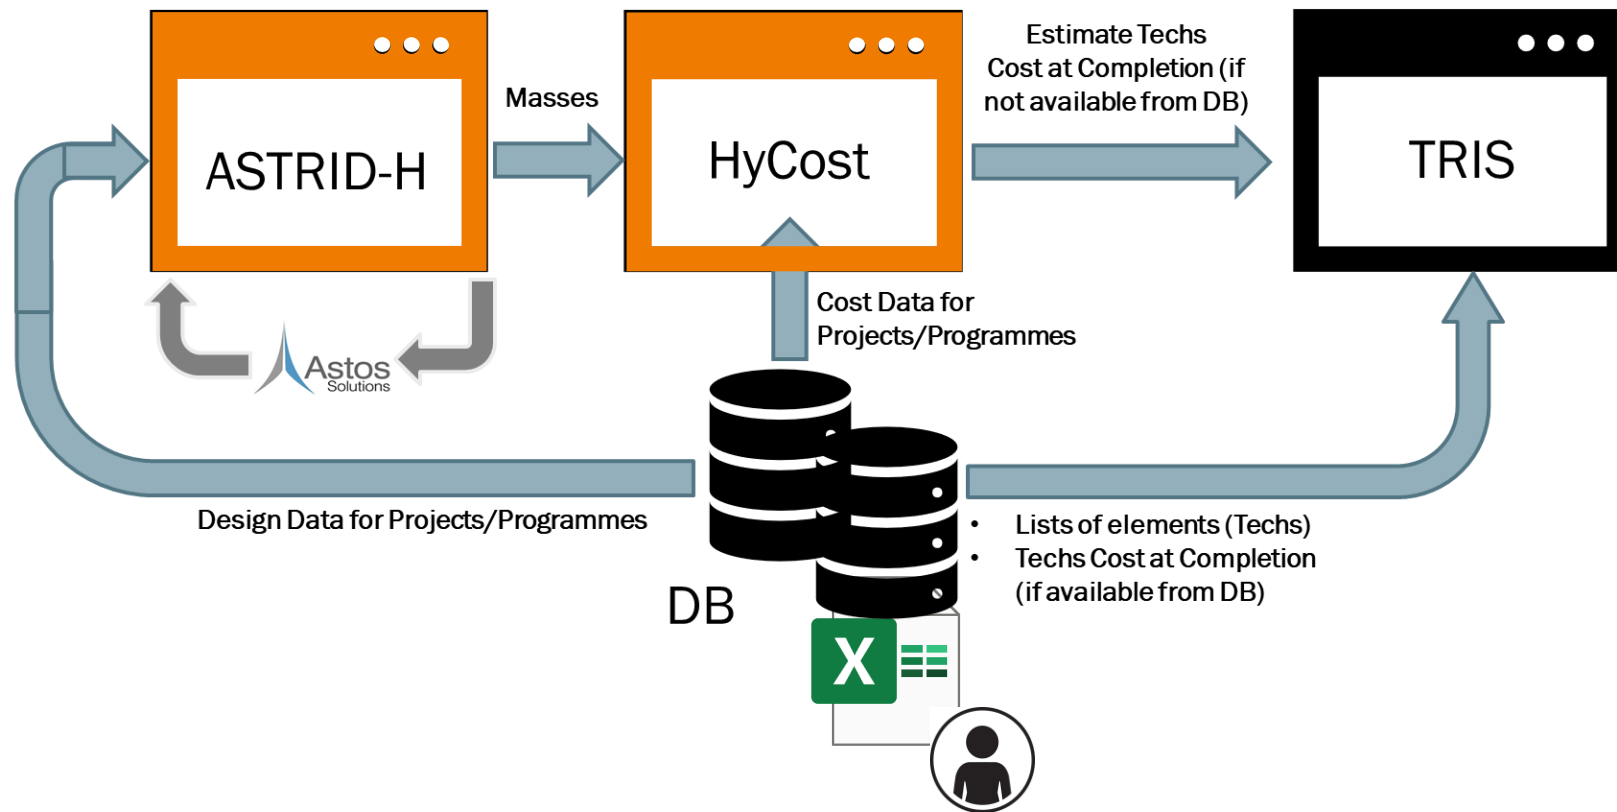 Masses
Estimate Techs
Cost at Completion (if
not available from DB)
ASTRID-H
HyCost
TRIS
Astos
Solutions
Cost Data for
Projects/Programmes
Design Data for Projects/Programmes
• Lists of elements (Techs)
• Techs Cost at Completion
(if available from DB)
DB
X